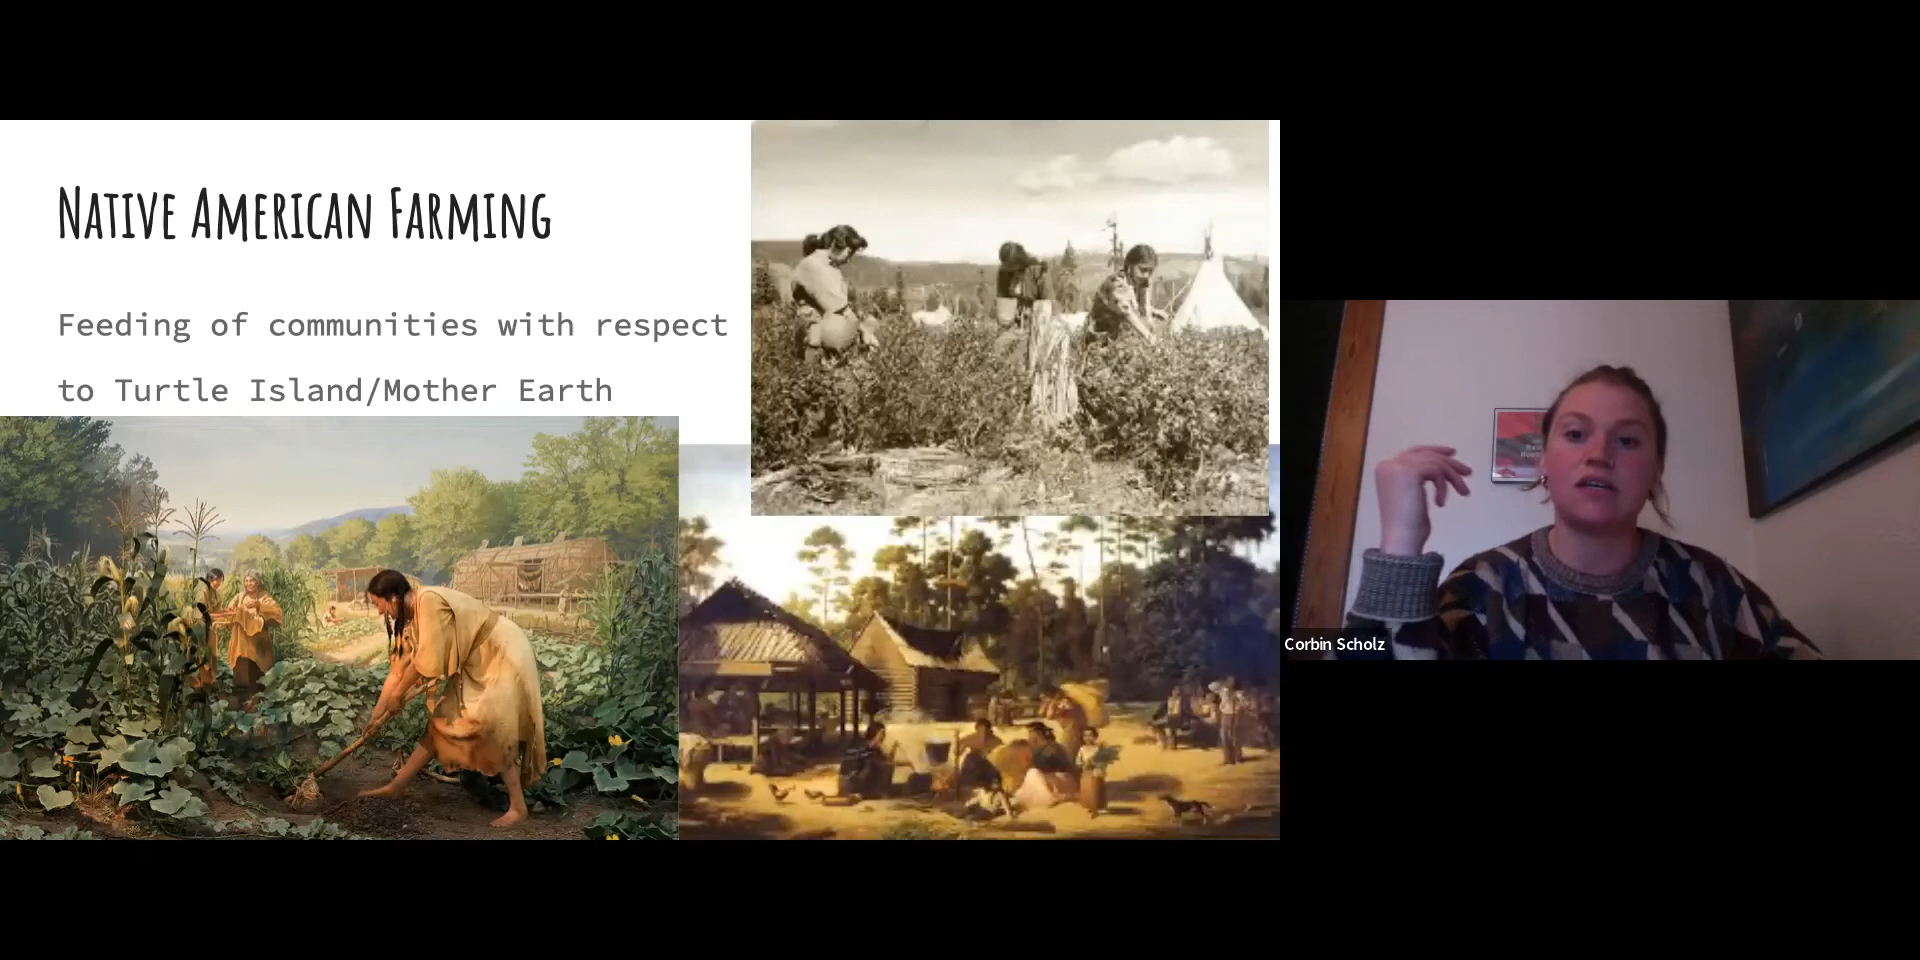 Native American Farming
Feeding of communities with respect
to Turtle Island/Mother Earth
Corbin Scholz